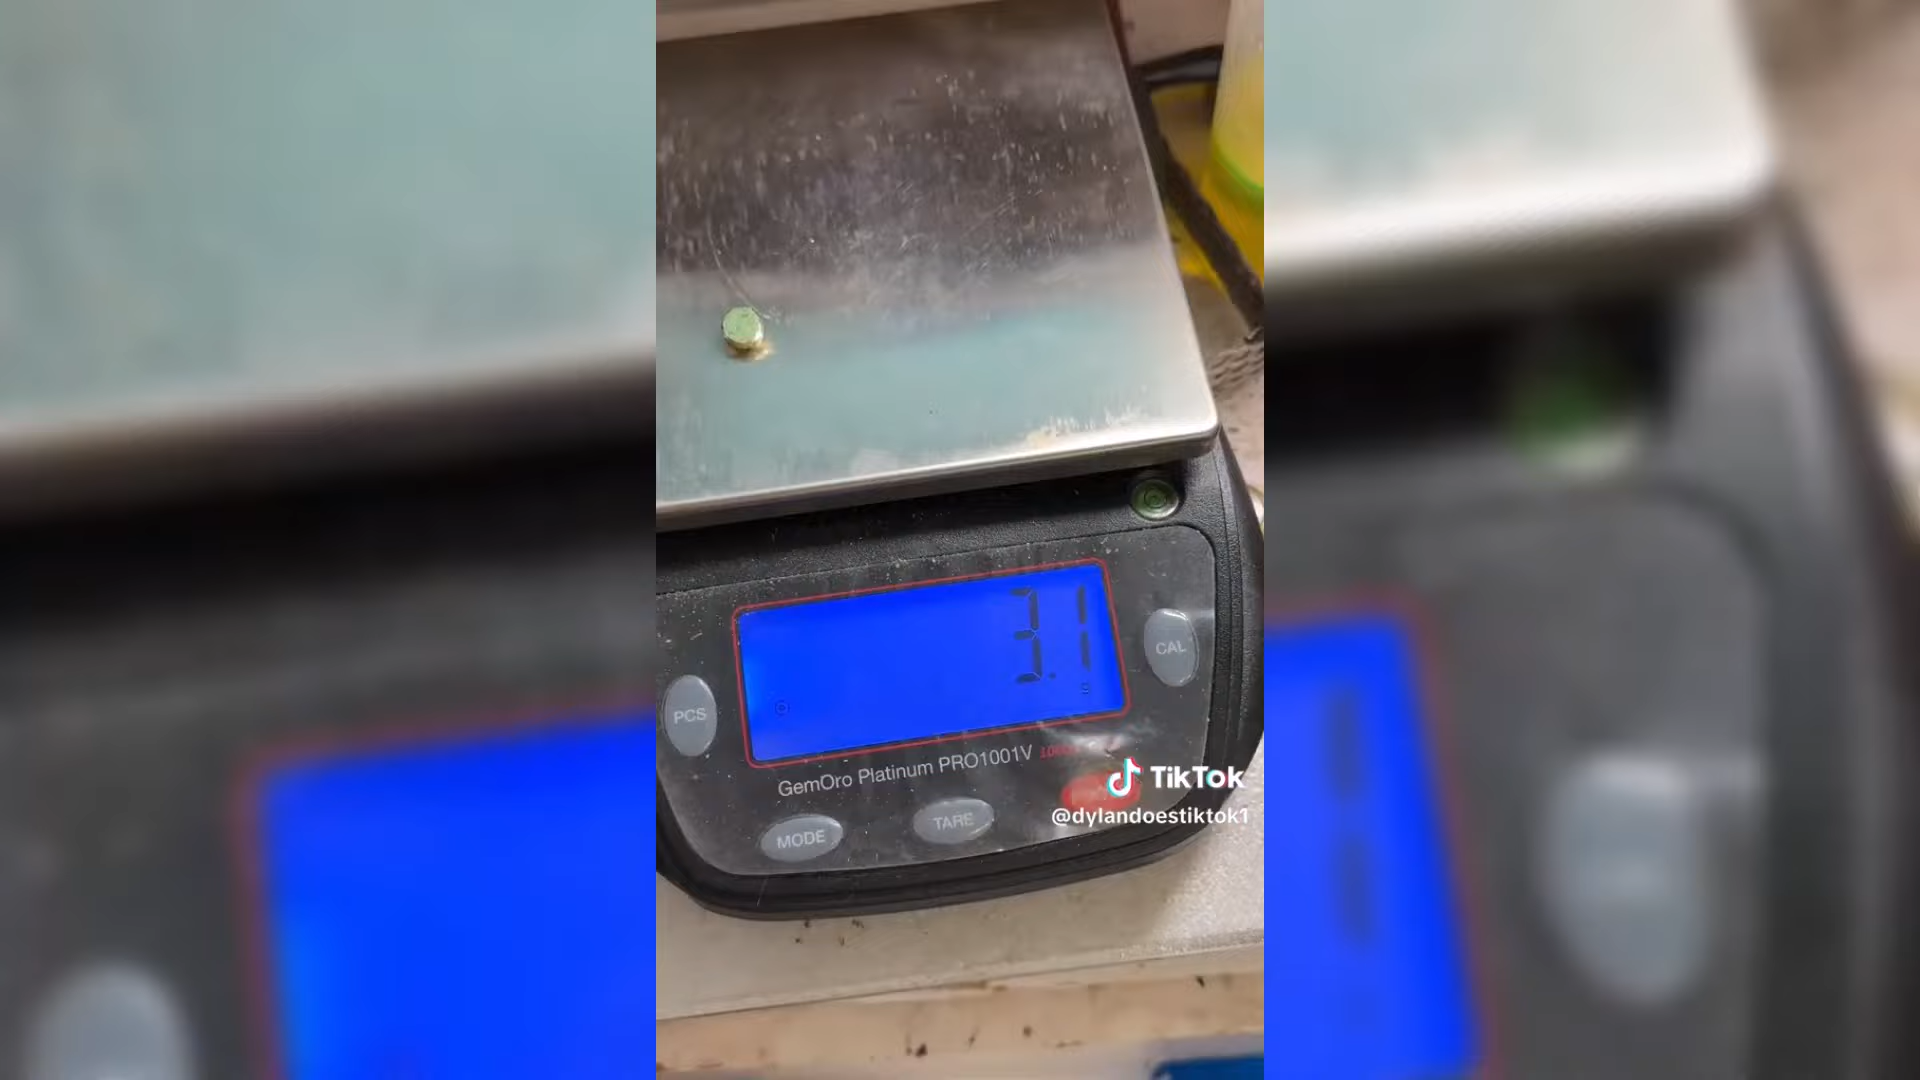 3.1
g
CAL
PCS
GemOro Platinum PRO1001V
TikTok
MODE
TARE
@dylandoestiktok1